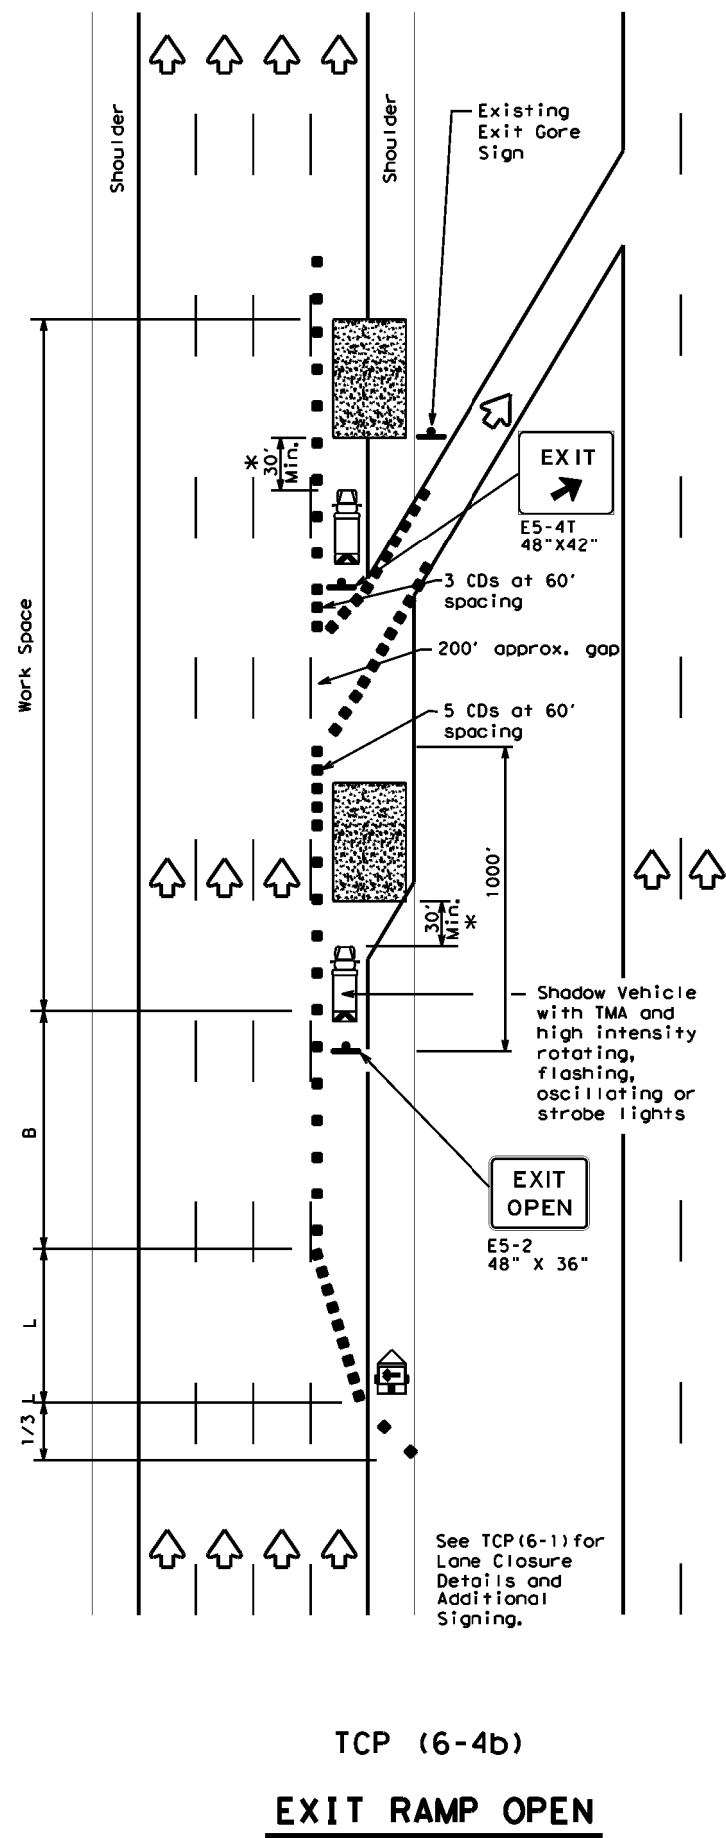 Shoulder
Shoulder
Existing
Exit Gore
Sign
*
30'
Min.
EXIT
E5-4T
48"X42"
3 CDs at 60'
spacing
Work Space
200' approx. gap
5 CDs at 60'
spacing
1000'
30'
Min.
*
Shadow Vehicle
with TMA and
high intensity
rotating,
flashing,
oscillating or
strobe lights
B
EXIT
OPEN
E5-2
48" X 36"
L
1/3 L
See TCP(6-1)for
Lane Closure
Details and
Additional
Signing.
TCP (6-4b)
EXIT RAMP OPEN